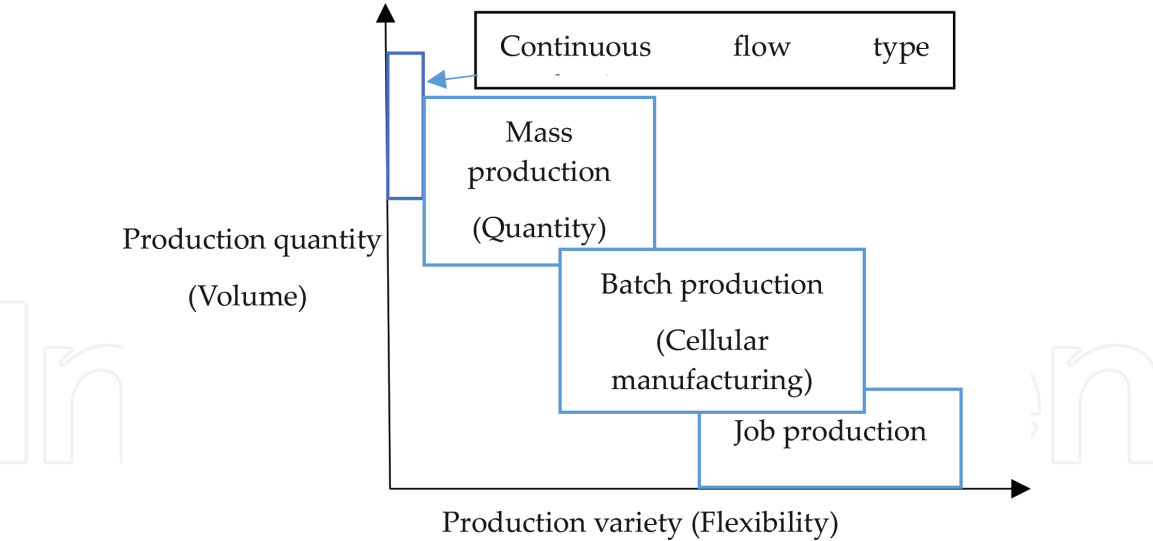 Continuous flow type
Mass
production
(Quantity)
Production quantity
(Volume)
Batch production
(Cellular
manufacturing)
Job production
Production variety (Flexibility)